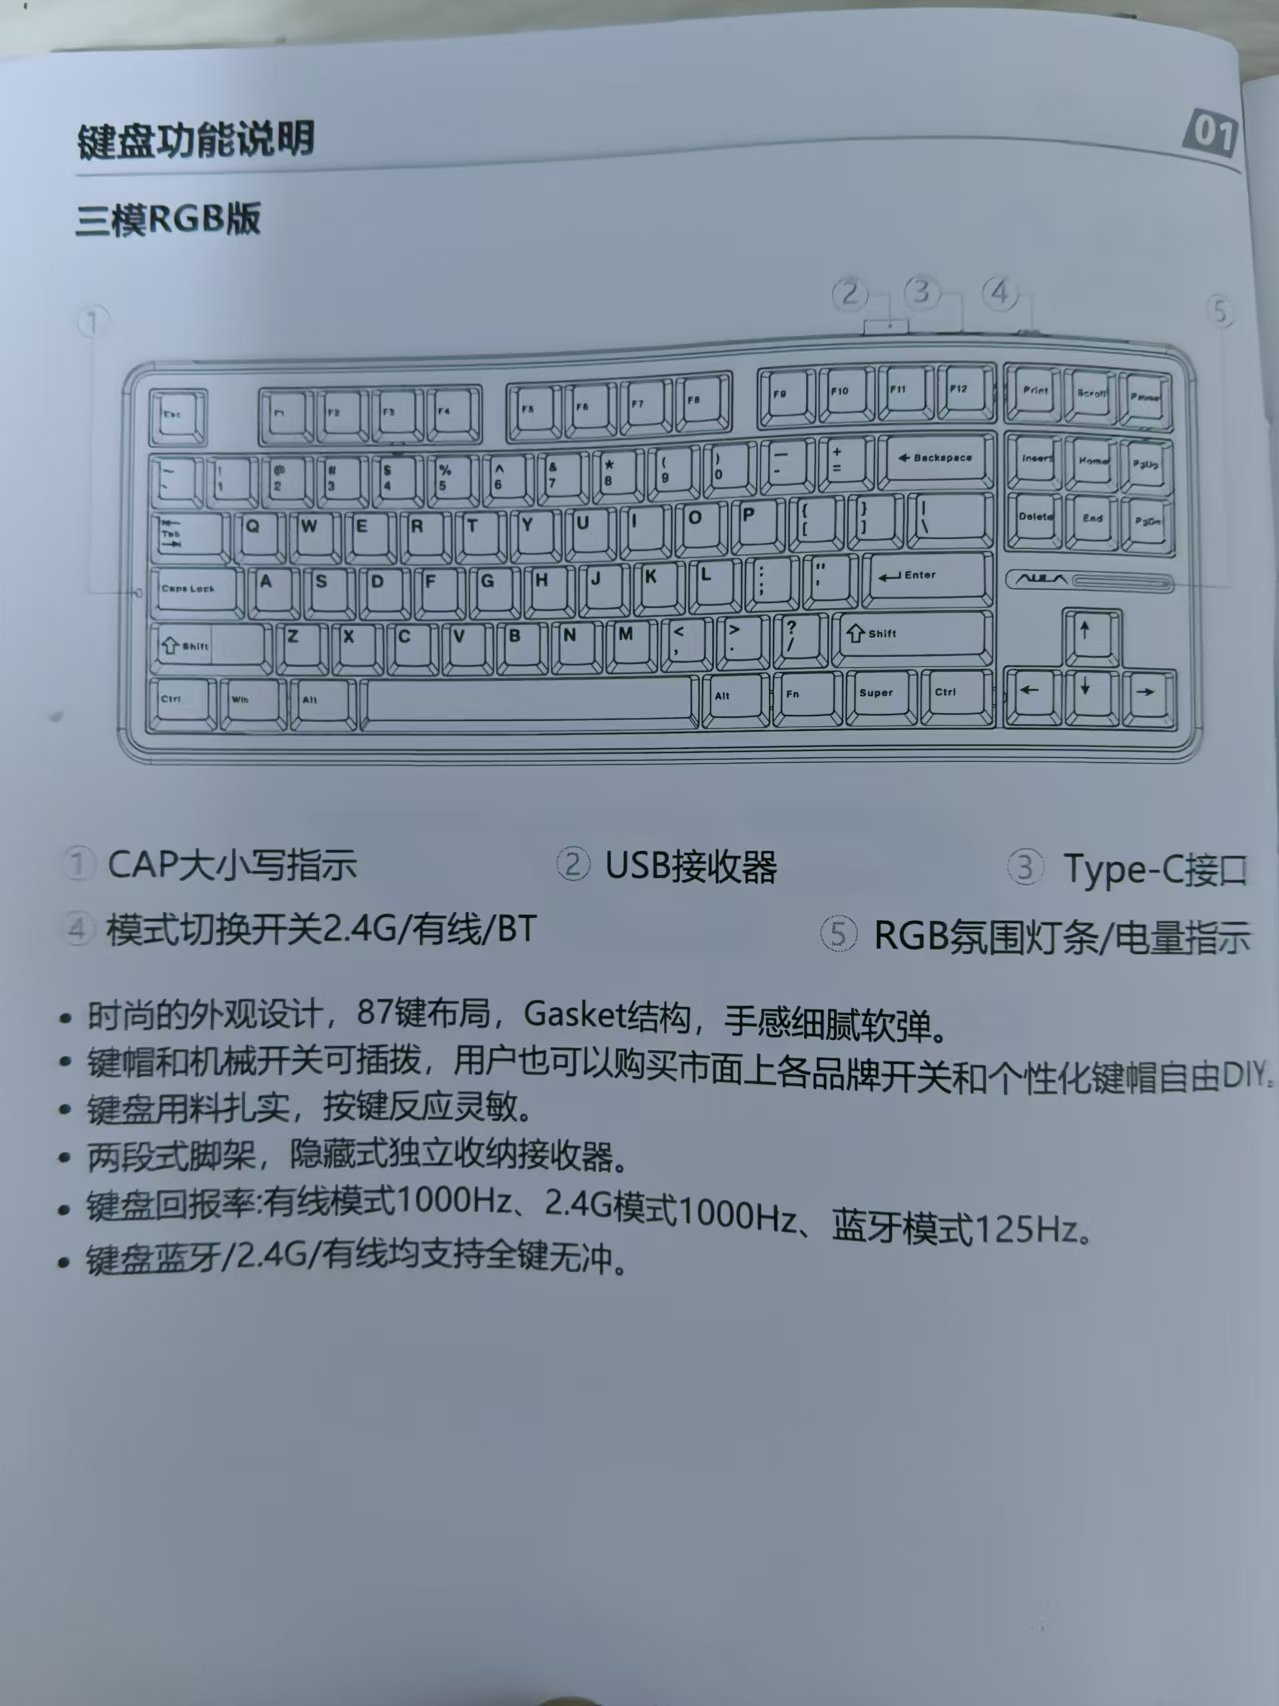 键盘功能说明
01
三模RGB版
① ② ③ ④ ⑤
Esc F1 F2 F3 F4 F5 F6 F7 F8 F9 F10 F11 F12 Print Scroll Pause
~ ` ! 1 @ 2 # 3 $ 4 % 5 ^ 6 & 7 * 8 ( 9 ) 0 — - + = ← Backspace Insert Home PgUp
Tab Q W E R T Y U I O P { [ } ] | \ Delete End PgDn
Caps Lock A S D F G H J K L : ; " ' Enter AULA
Shift Z X C V B N M < , > . ? / Shift ↑
Ctrl Win Alt Alt Fn Super Ctrl ← ↓ →
① CAP大小写指示 ② USB接收器 ③ Type-C接口
④ 模式切换开关2.4G/有线/BT ⑤ RGB氛围灯条/电量指示
• 时尚的外观设计，87键布局，Gasket结构，手感细腻软弹。
• 键帽和机械开关可插拨，用户也可以购买市面上各品牌开关和个性化键帽自由DIY。
• 键盘用料扎实，按键反应灵敏。
• 两段式脚架，隐藏式独立收纳接收器。
• 键盘回报率:有线模式1000Hz、2.4G模式1000Hz、蓝牙模式125Hz。
• 键盘蓝牙/2.4G/有线均支持全键无冲。